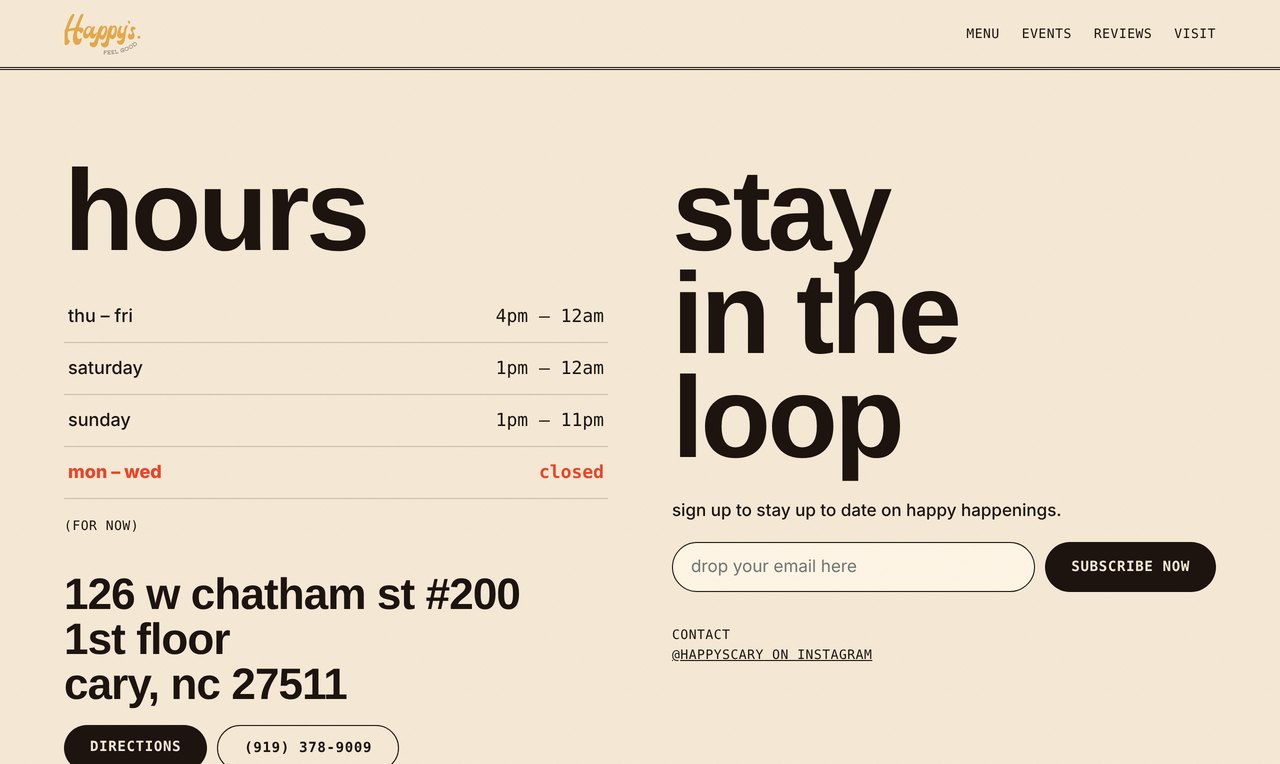 Happy's.
FEEL GOOD
MENU EVENTS REVIEWS VISIT
hours
thu – fri 4pm – 12am
saturday 1pm – 12am
sunday 1pm – 11pm
mon – wed closed
(FOR NOW)
126 w chatham st #200
1st floor
cary, nc 27511
DIRECTIONS (919) 378-9009
stay
in the
loop
sign up to stay up to date on happy happenings.
drop your email here SUBSCRIBE NOW
CONTACT
@HAPPYSCARY ON INSTAGRAM